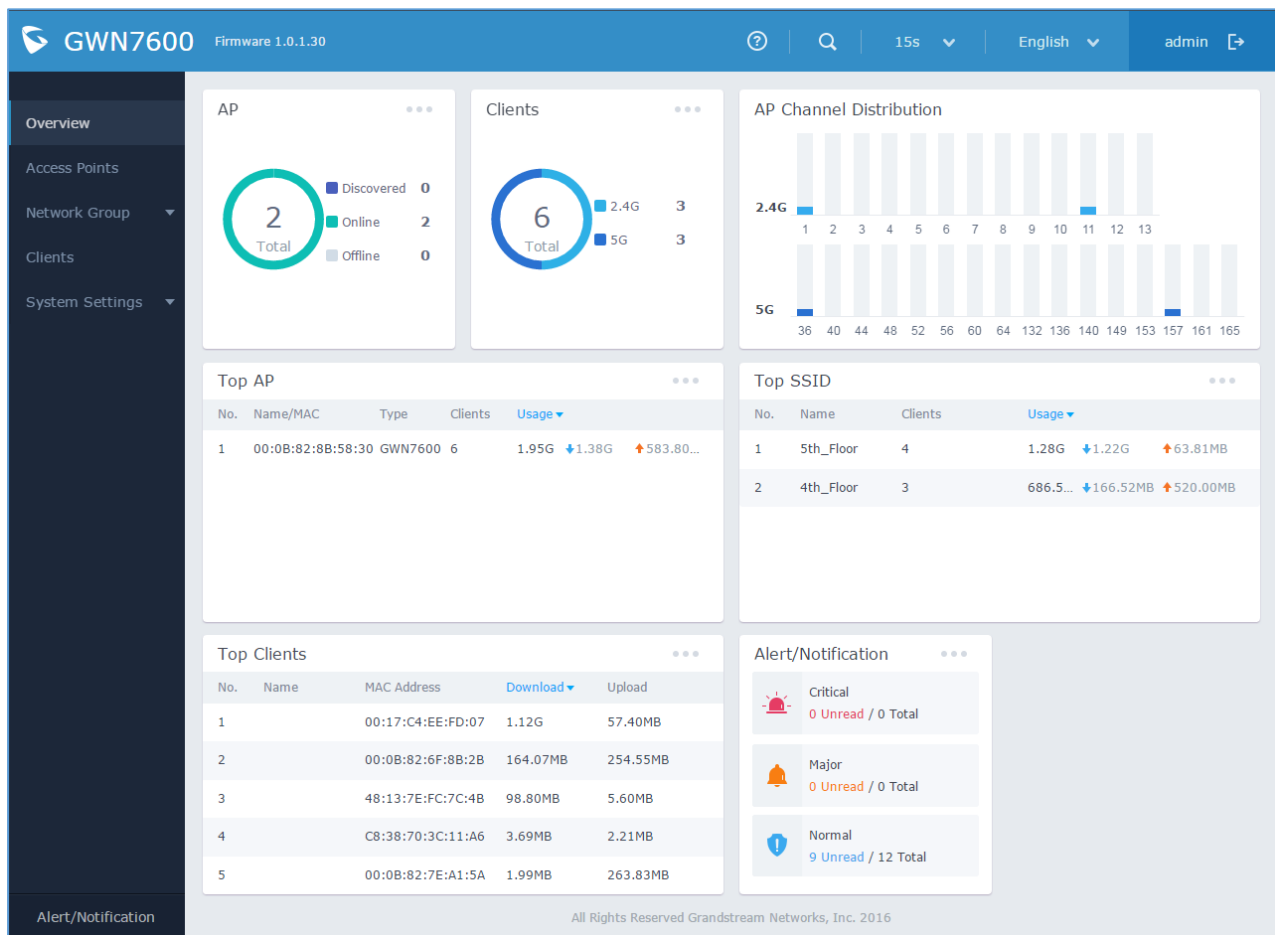 GWN7600 Firmware 1.0.1.30 15s English admin
Overview
Access Points
Network Group
Clients
System Settings
Alert/Notification
AP
2
Total
Discovered 0
Online 2
Offline 0
Clients
6
Total
2.4G 3
5G 3
AP Channel Distribution
2.4G
1 2 3 4 5 6 7 8 9 10 11 12 13
5G
36 40 44 48 52 56 60 64 132 136 140 149 153 157 161 165
Top AP
No. Name/MAC Type Clients Usage
1 00:0B:82:8B:58:30 GWN7600 6 1.95G 1.38G 583.80...
Top SSID
No. Name Clients Usage
1 5th_Floor 4 1.28G 1.22G 63.81MB
2 4th_Floor 3 686.5... 166.52MB 520.00MB
Top Clients
No. Name MAC Address Download Upload
1 00:17:C4:EE:FD:07 1.12G 57.40MB
2 00:0B:82:6F:8B:2B 164.07MB 254.55MB
3 48:13:7E:FC:7C:4B 98.80MB 5.60MB
4 C8:38:70:3C:11:A6 3.69MB 2.21MB
5 00:0B:82:7E:A1:5A 1.99MB 263.83MB
Alert/Notification
Critical
0 Unread / 0 Total
Major
0 Unread / 0 Total
Normal
9 Unread / 12 Total
All Rights Reserved Grandstream Networks, Inc. 2016